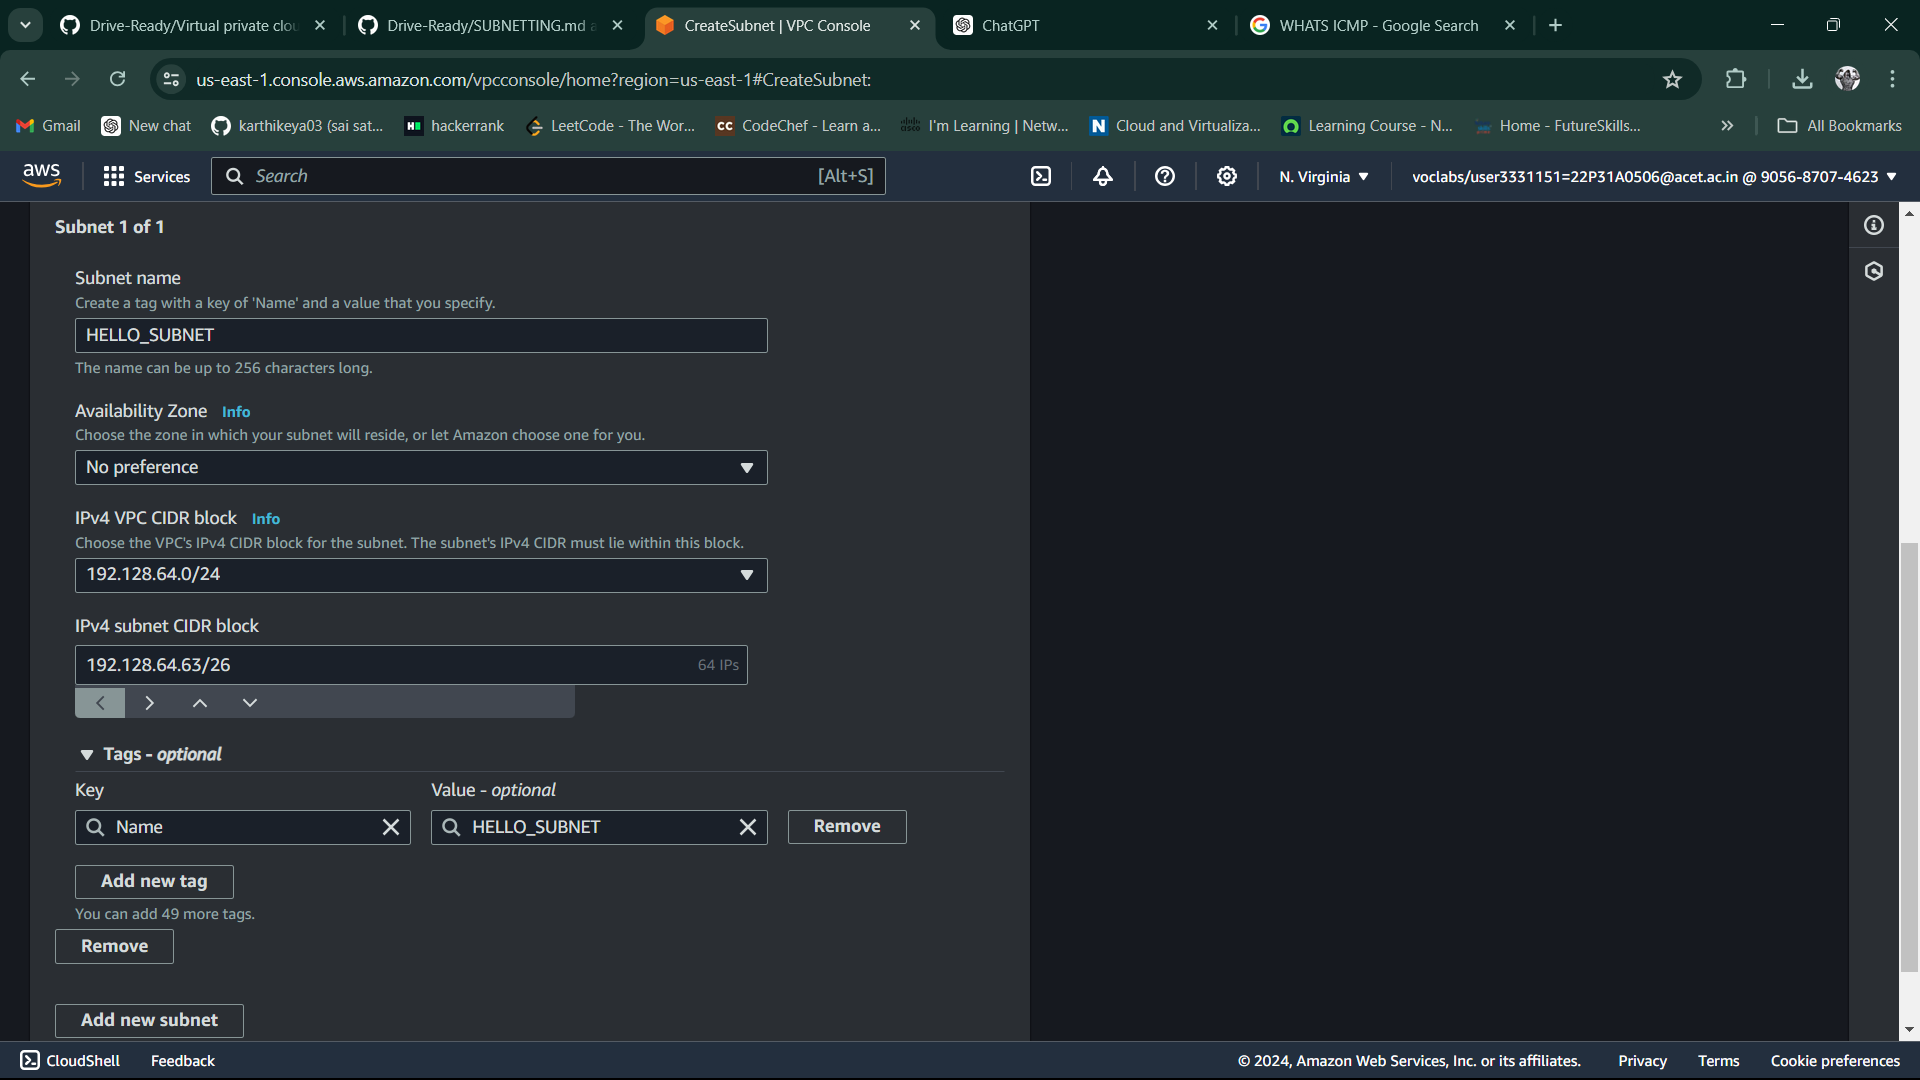 Drive-Ready/Virtual private clou
Drive-Ready/SUBNETTING.md a
CreateSubnet | VPC Console
ChatGPT
WHATS ICMP - Google Search
us-east-1.console.aws.amazon.com/vpcconsole/home?region=us-east-1#CreateSubnet:
Gmail
New chat
karthikeya03 (sai sat...
hackerrank
LeetCode - The Wor...
CodeChef - Learn a...
I'm Learning | Netw...
Cloud and Virtualiza...
Learning Course - N...
Home - FutureSkills...
All Bookmarks
aws
Services
Search
[Alt+S]
N. Virginia
voclabs/user3331151=22P31A0506@acet.ac.in @ 9056-8707-4623
Subnet 1 of 1
Subnet name
Create a tag with a key of 'Name' and a value that you specify.
HELLO_SUBNET
The name can be up to 256 characters long.
Availability Zone Info
Choose the zone in which your subnet will reside, or let Amazon choose one for you.
No preference
IPv4 VPC CIDR block Info
Choose the VPC's IPv4 CIDR block for the subnet. The subnet's IPv4 CIDR must lie within this block.
192.128.64.0/24
IPv4 subnet CIDR block
192.128.64.63/26
64 IPs
Tags - optional
Key
Value - optional
Name
HELLO_SUBNET
Remove
Add new tag
You can add 49 more tags.
Remove
Add new subnet
CloudShell
Feedback
© 2024, Amazon Web Services, Inc. or its affiliates.
Privacy
Terms
Cookie preferences